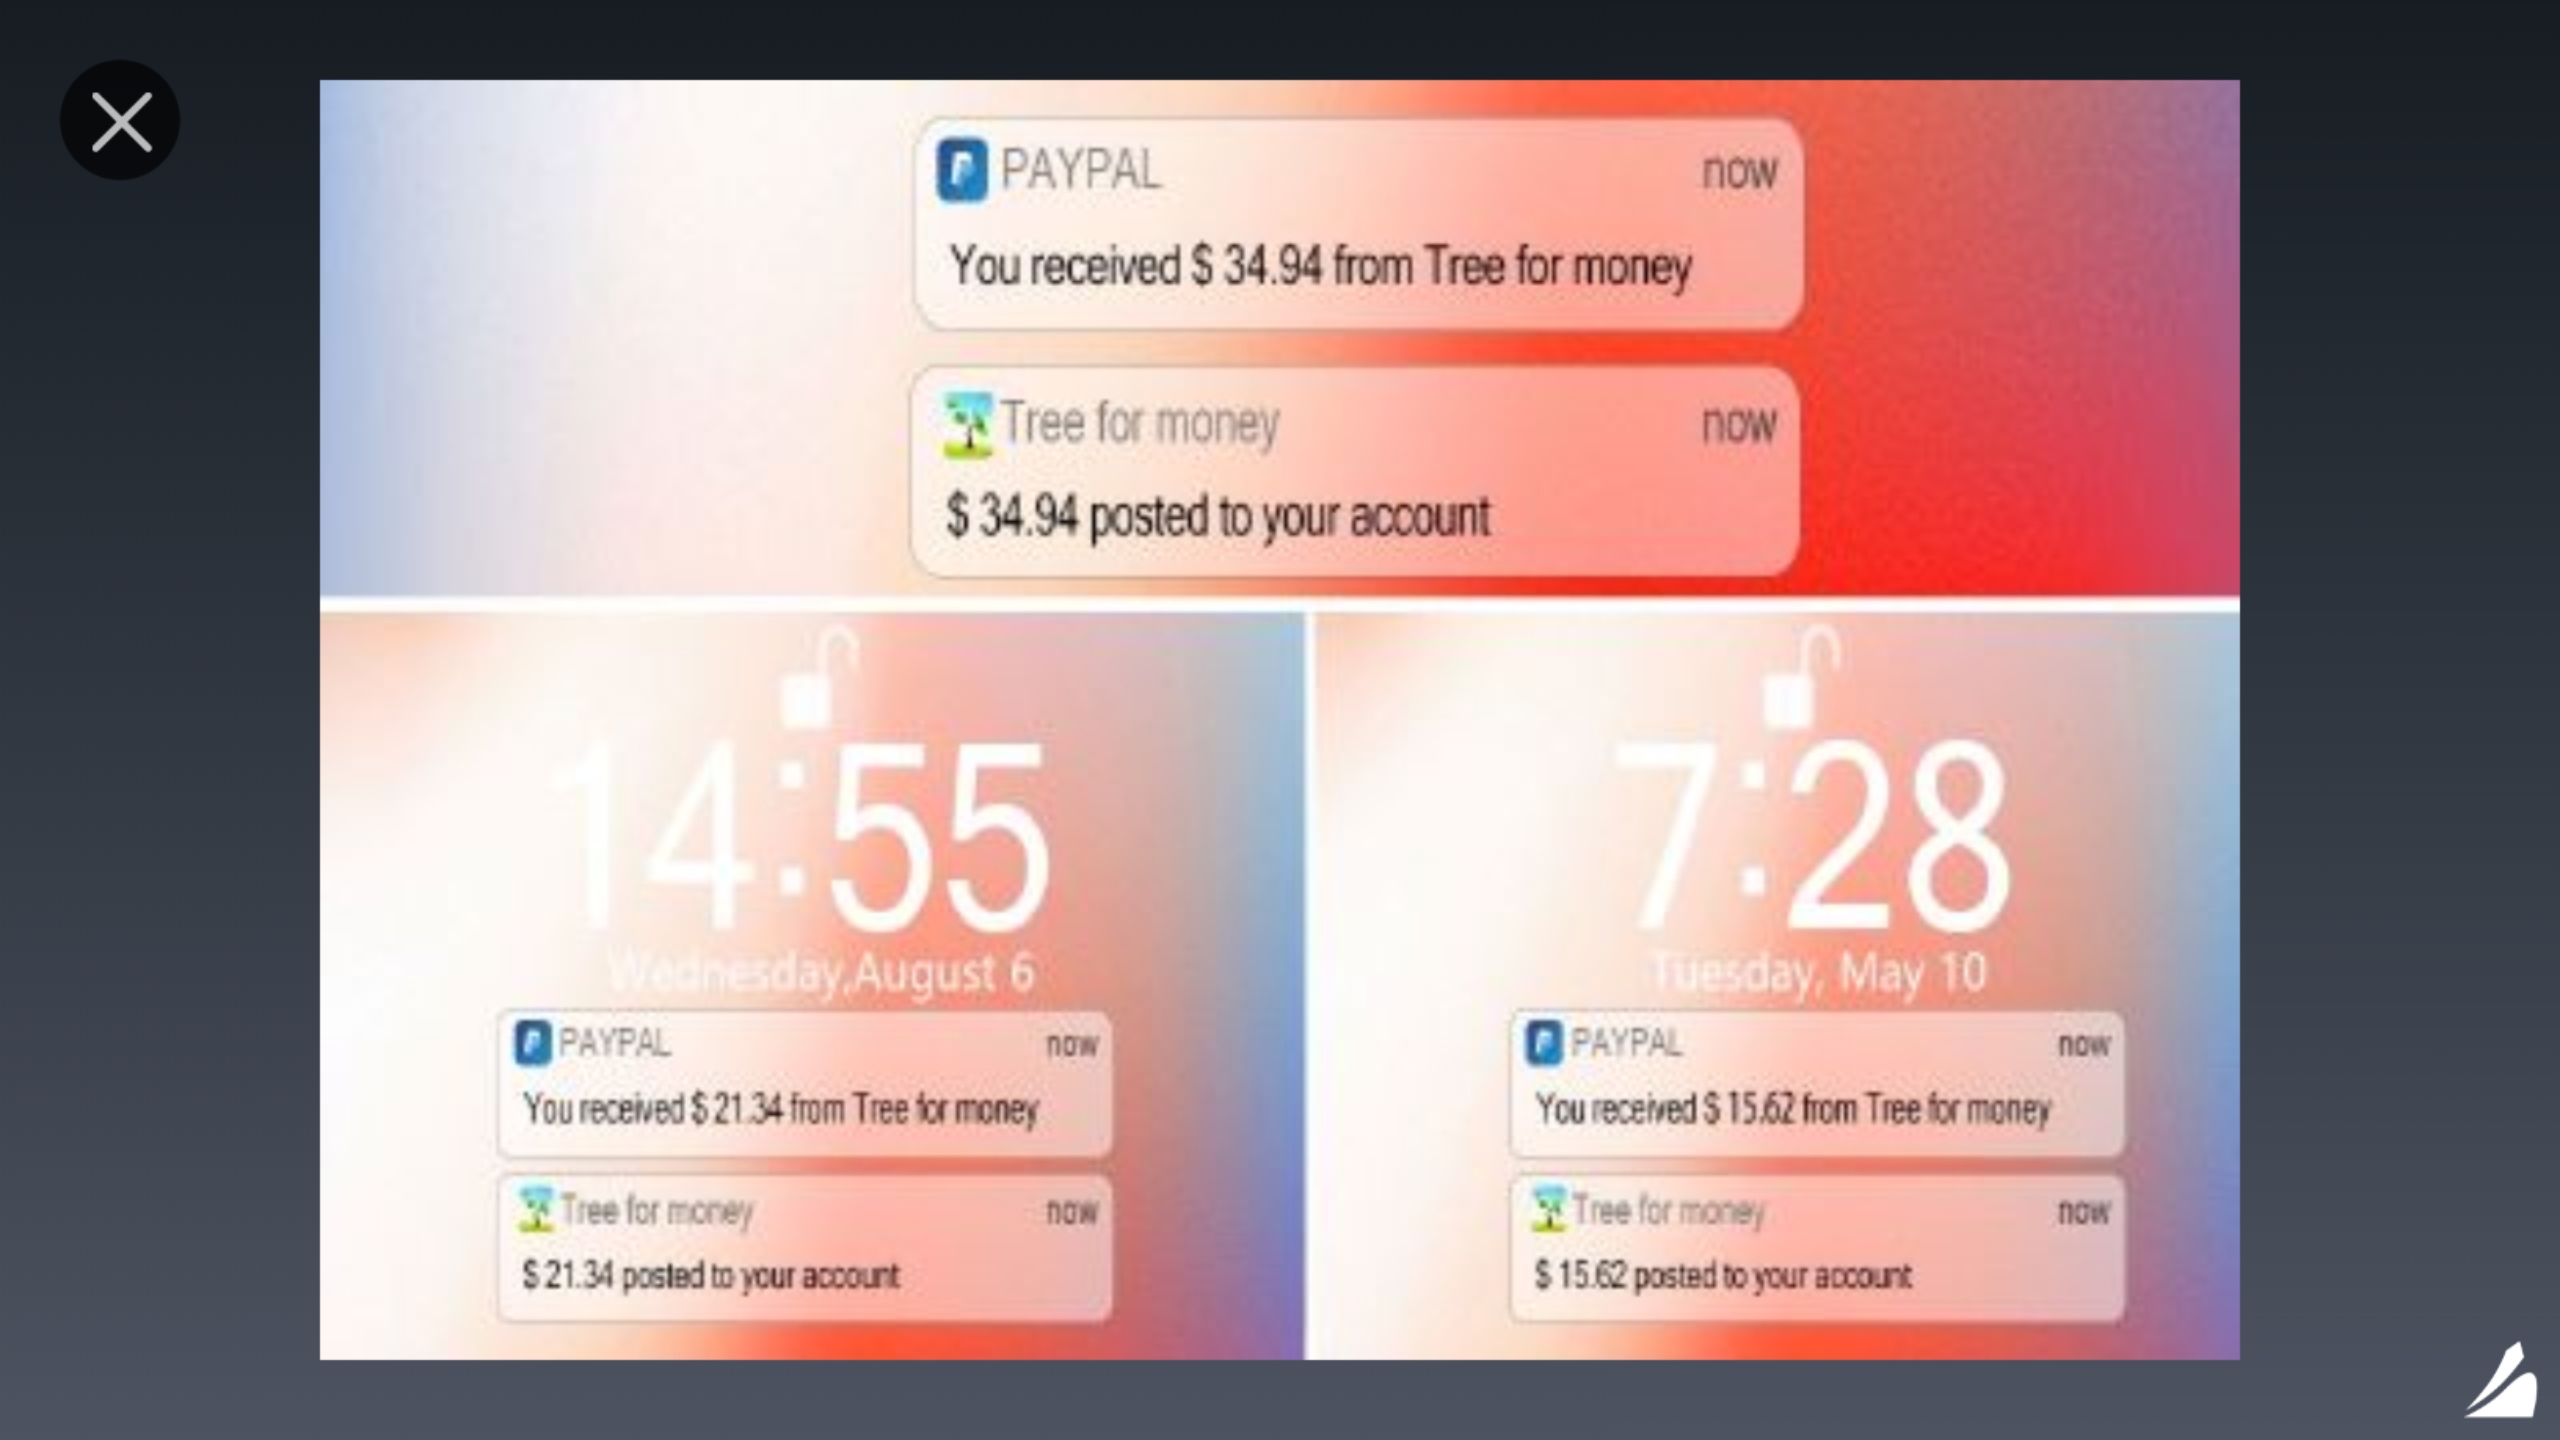 PAYPAL now
You received $ 34.94 from Tree for money
Tree for money now
$ 34.94 posted to your account
14:55
Wednesday,August 6
PAYPAL now
You received $ 21.34 from Tree for money
Tree for money now
$ 21.34 posted to your account
7:28
Tuesday, May 10
PAYPAL now
You received $ 15.62 from Tree for money
Tree for money now
$ 15.62 posted to your account